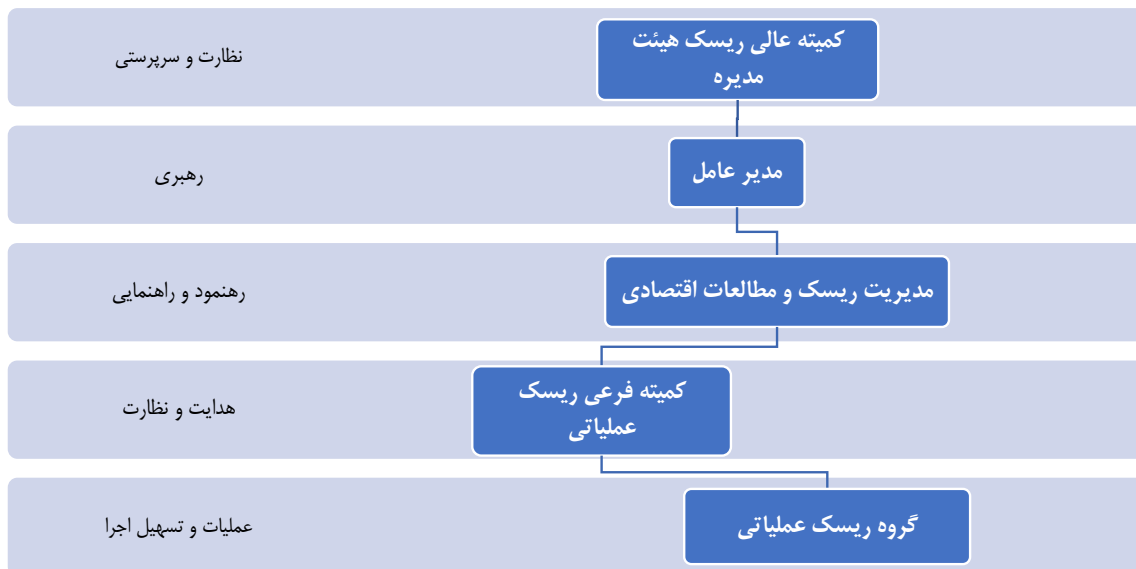 کمیته عالی ریسک هیئت
مدیره
نظارت و سرپرستی
مدیر عامل
رهبری
مدیریت ریسک و مطالعات اقتصادی
رهنمود و راهنمایی
کمیته فرعی ریسک
عملیاتی
هدایت و نظارت
گروه ریسک عملیاتی
عملیات و تسهیل اجرا